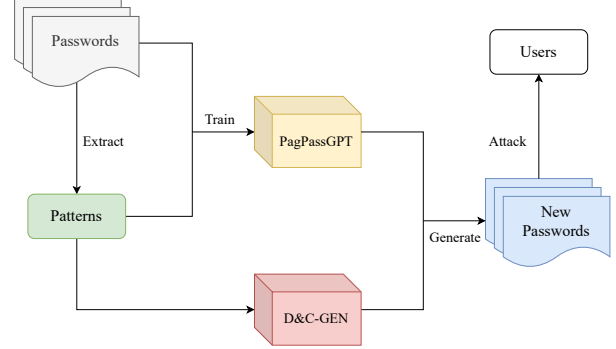 Passwords
Users
Train
PagPassGPT
Extract
Attack
Patterns
New
Passwords
Generate
D&C-GEN